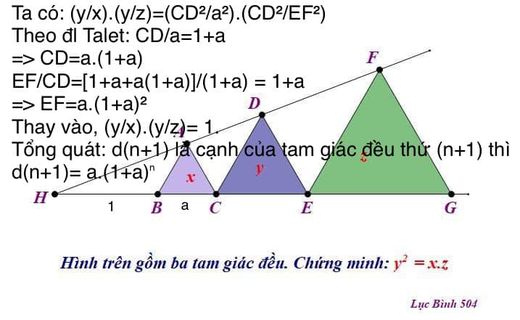 Ta có: (y/x).(y/z)=(CD²/a²).(CD²/EF²)
Theo đl Talet: CD/a=1+a
=> CD=a.(1+a)
EF/CD=[1+a+a(1+a)]/(1+a) = 1+a
=> EF=a.(1+a)²
Thay vào, (y/x).(y/z)= 1.
Tổng quát: d(n+1) là cạnh của tam giác đều thứ (n+1) thì
d(n+1)= a.(1+a)ⁿ
F
D
A
x
y
z
H
1
B
a
C
E
G
Hình trên gồm ba tam giác đều. Chứng minh: y² = x.z
Lục Bình 504